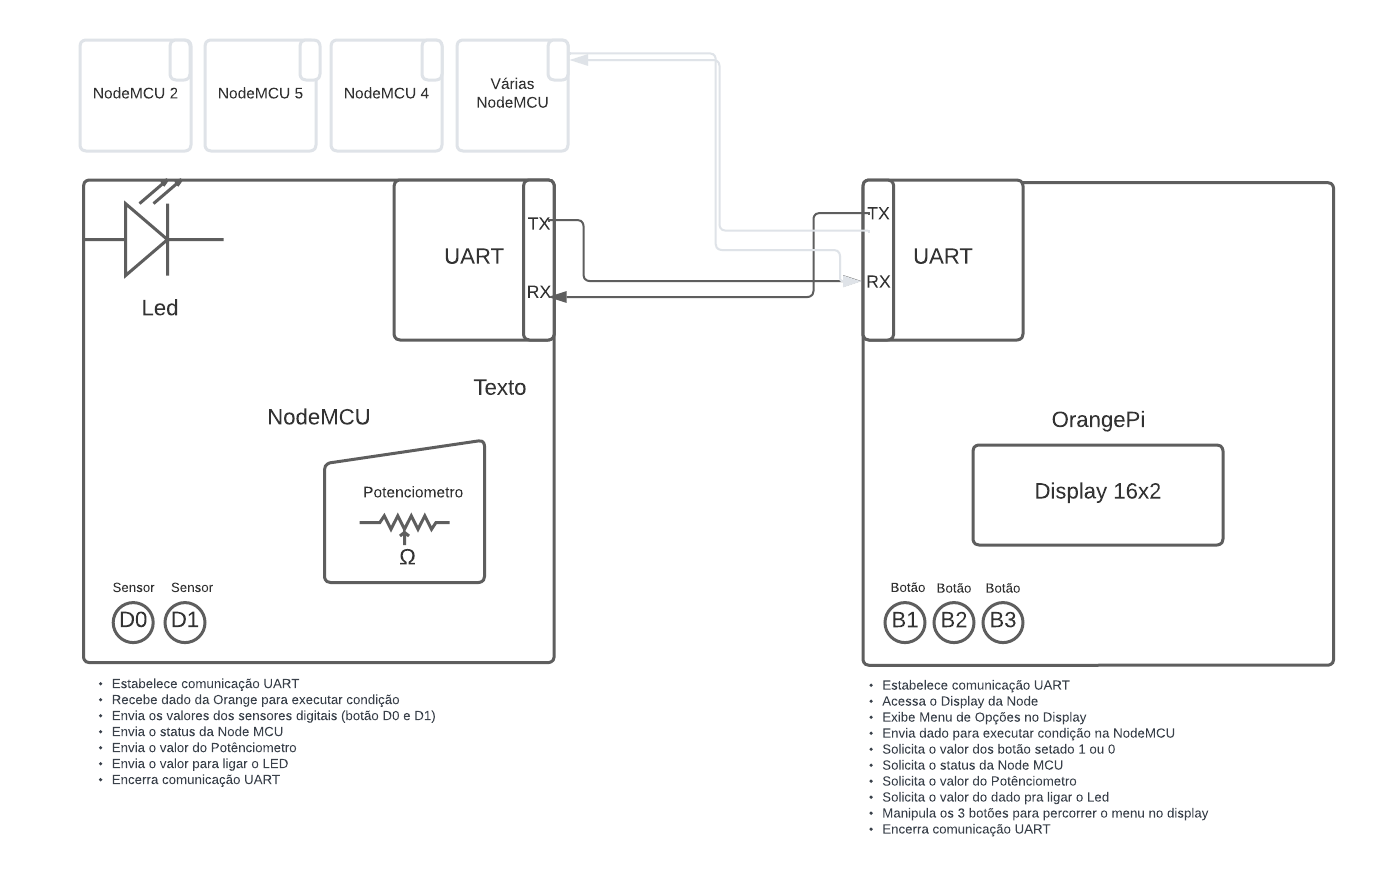 NodeMCU 2
NodeMCU 5
NodeMCU 4
Várias
NodeMCU
Led
UART
TX
RX
Texto
NodeMCU
Potenciometro
Ω
Sensor
Sensor
D0
D1
TX
RX
UART
OrangePi
Display 16x2
Botão
Botão
Botão
B1
B2
B3
• Estabelece comunicação UART
• Recebe dado da Orange para executar condição
• Envia os valores dos sensores digitais (botão D0 e D1)
• Envia o status da Node MCU
• Envia o valor do Potênciometro
• Envia o valor para ligar o LED
• Encerra comunicação UART
• Estabelece comunicação UART
• Acessa o Display da Node
• Exibe Menu de Opções no Display
• Envia dado para executar condição na NodeMCU
• Solicita o valor dos botão setado 1 ou 0
• Solicita o status da Node MCU
• Solicita o valor do Potênciometro
• Solicita o valor do dado pra ligar o Led
• Manipula os 3 botões para percorrer o menu no display
• Encerra comunicação UART